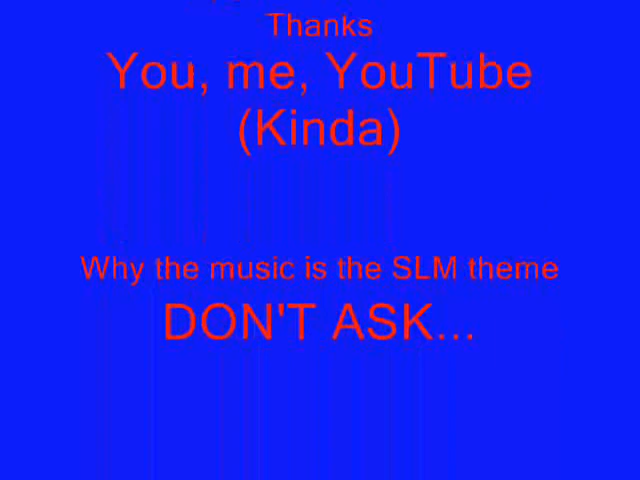 Thanks
You, me, YouTube
(Kinda)
Why the music is the SLM theme
DON'T ASK...